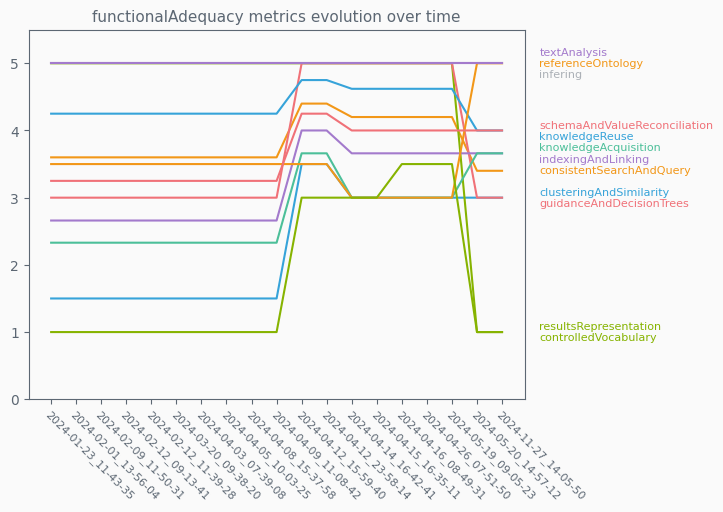 functionalAdequacy metrics evolution over time
5
4
3
2
1
0
textAnalysis
referenceOntology
infering
schemaAndValueReconciliation
knowledgeReuse
knowledgeAcquisition
indexingAndLinking
consistentSearchAndQuery
clusteringAndSimilarity
guidanceAndDecisionTrees
resultsRepresentation
controlledVocabulary
2024-01-23_11-43-35
2024-02-01_13-56-04
2024-02-09_11-50-31
2024-02-12_09-13-41
2024-02-12_11-39-28
2024-03-20_09-38-20
2024-04-03_07-39-08
2024-04-05_10-03-25
2024-04-08_15-37-58
2024-04-09_11-08-42
2024-04-12_15-59-40
2024-04-12_23-58-14
2024-04-14_16-42-41
2024-04-15_16-35-11
2024-04-16_08-49-31
2024-04-26_07-51-50
2024-05-19_09-05-23
2024-05-20_14-57-12
2024-11-27_14-05-50